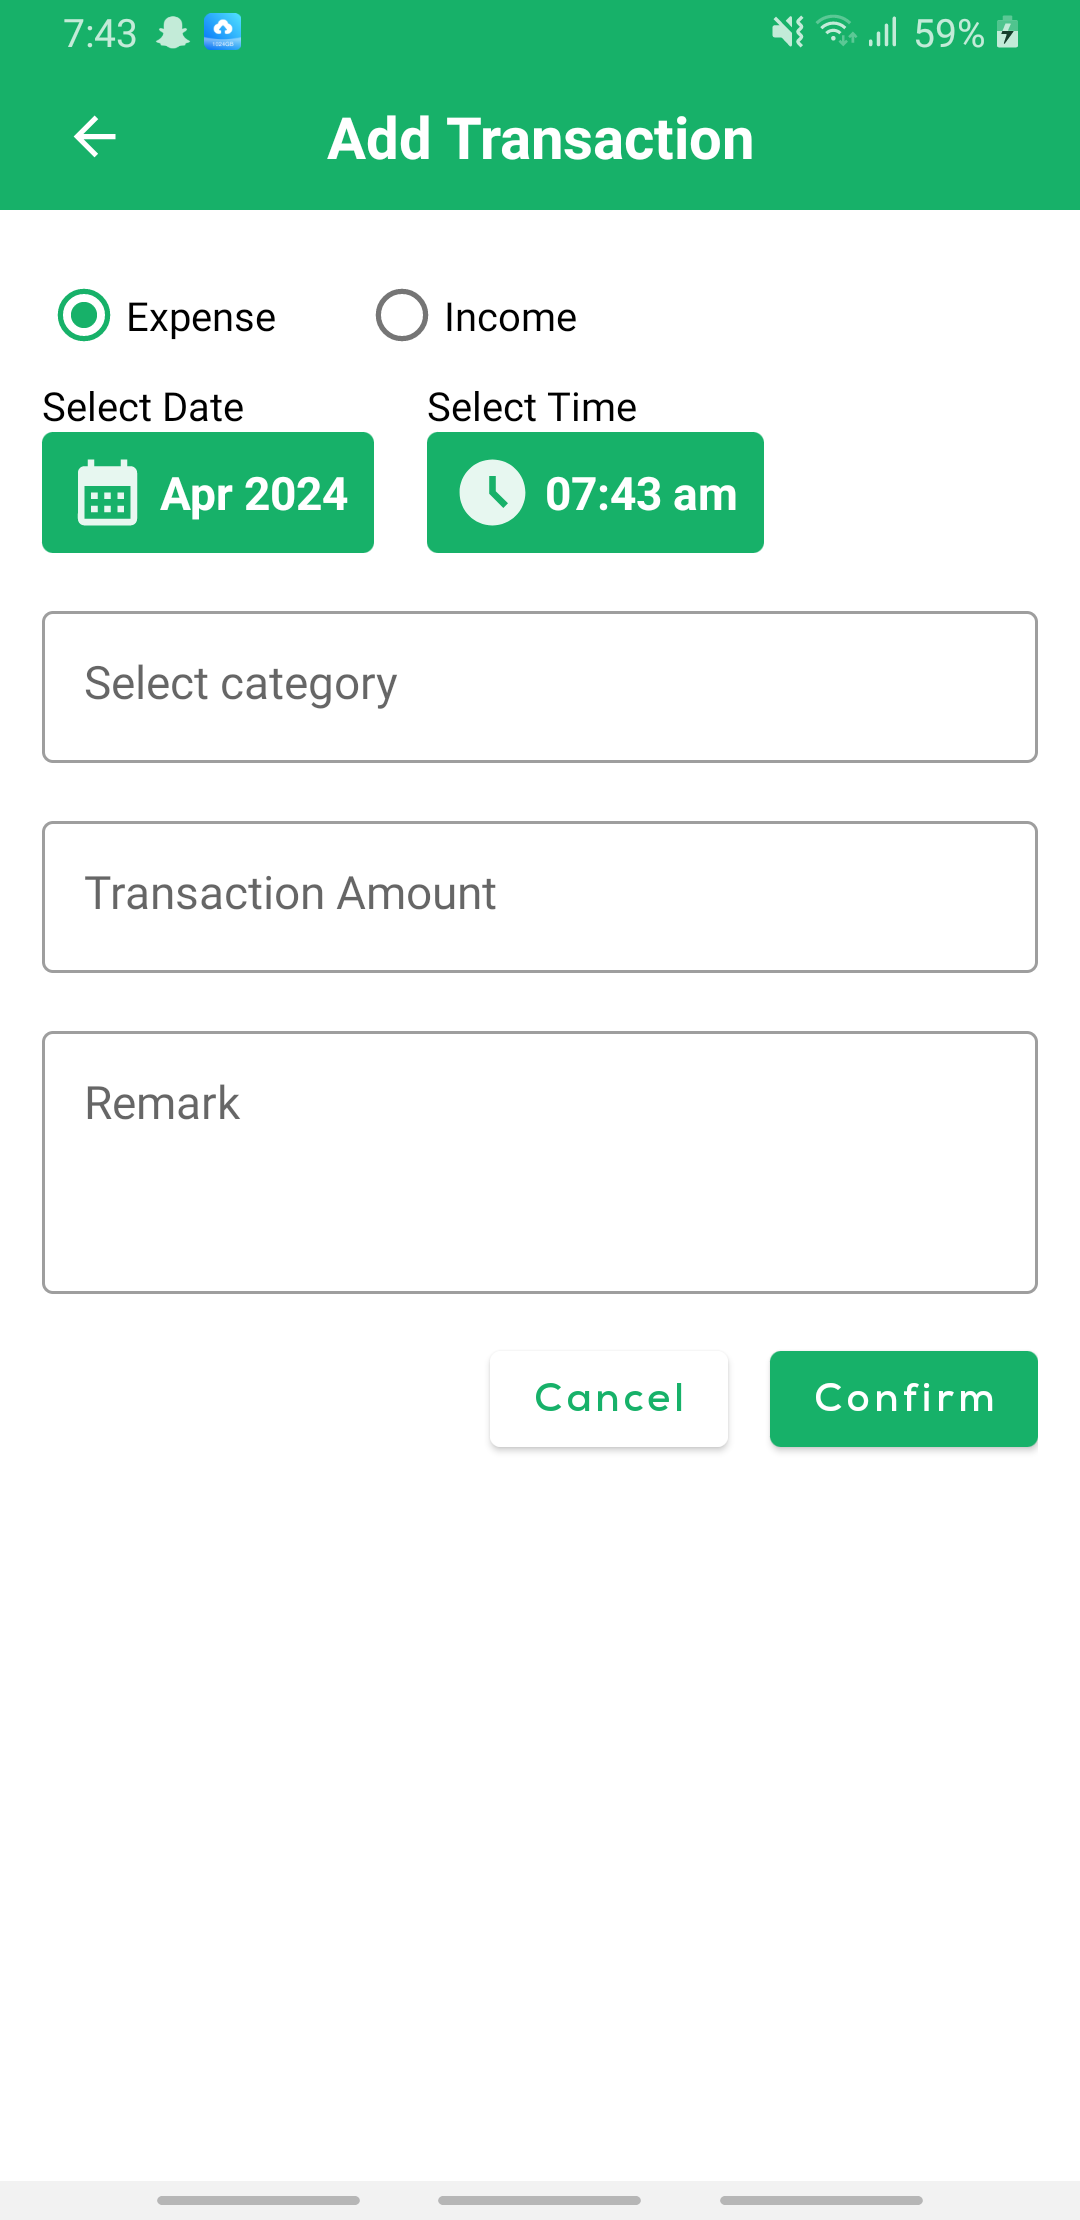 7:43 59%
Add Transaction
Expense Income
Select Date Select Time
Apr 2024 07:43 am
Select category
Transaction Amount
Remark
Cancel Confirm